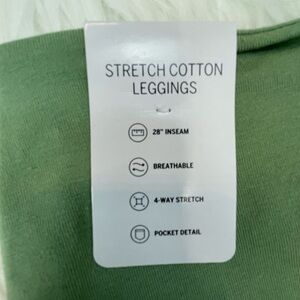 STRETCH COTTON
LEGGINGS
28" INSEAM
BREATHABLE
4-WAY STRETCH
POCKET DETAIL